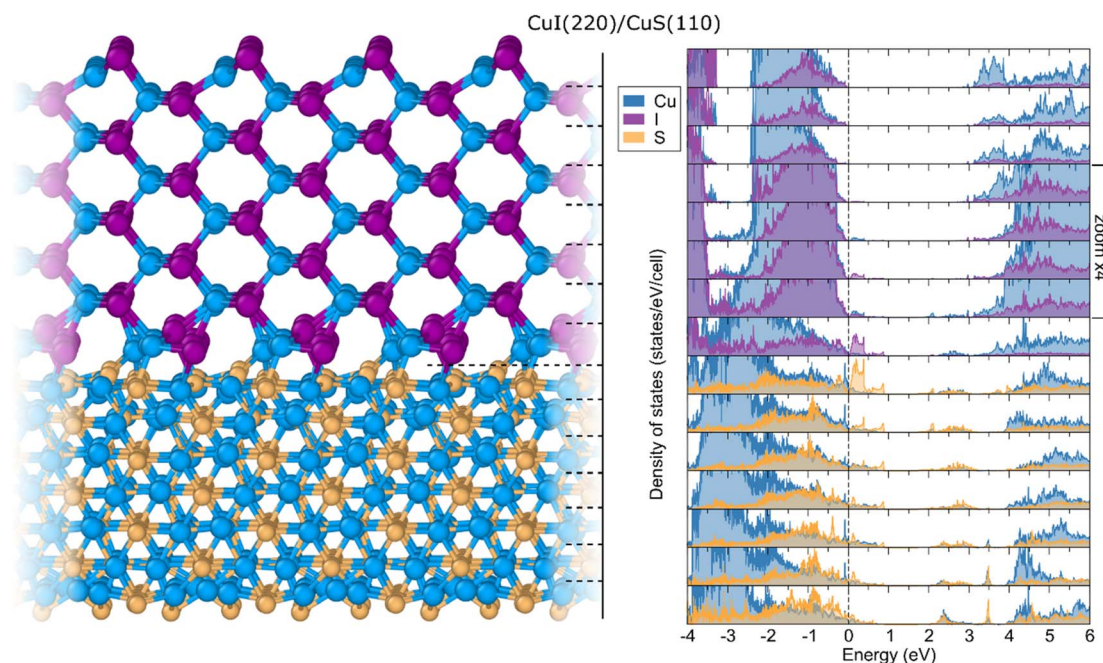 CuI(220)/CuS(110)
Cu
I
S
Density of states (states/eV/cell)
zoom x4
-4 -3 -2 -1 0 1 2 3 4 5 6
Energy (eV)